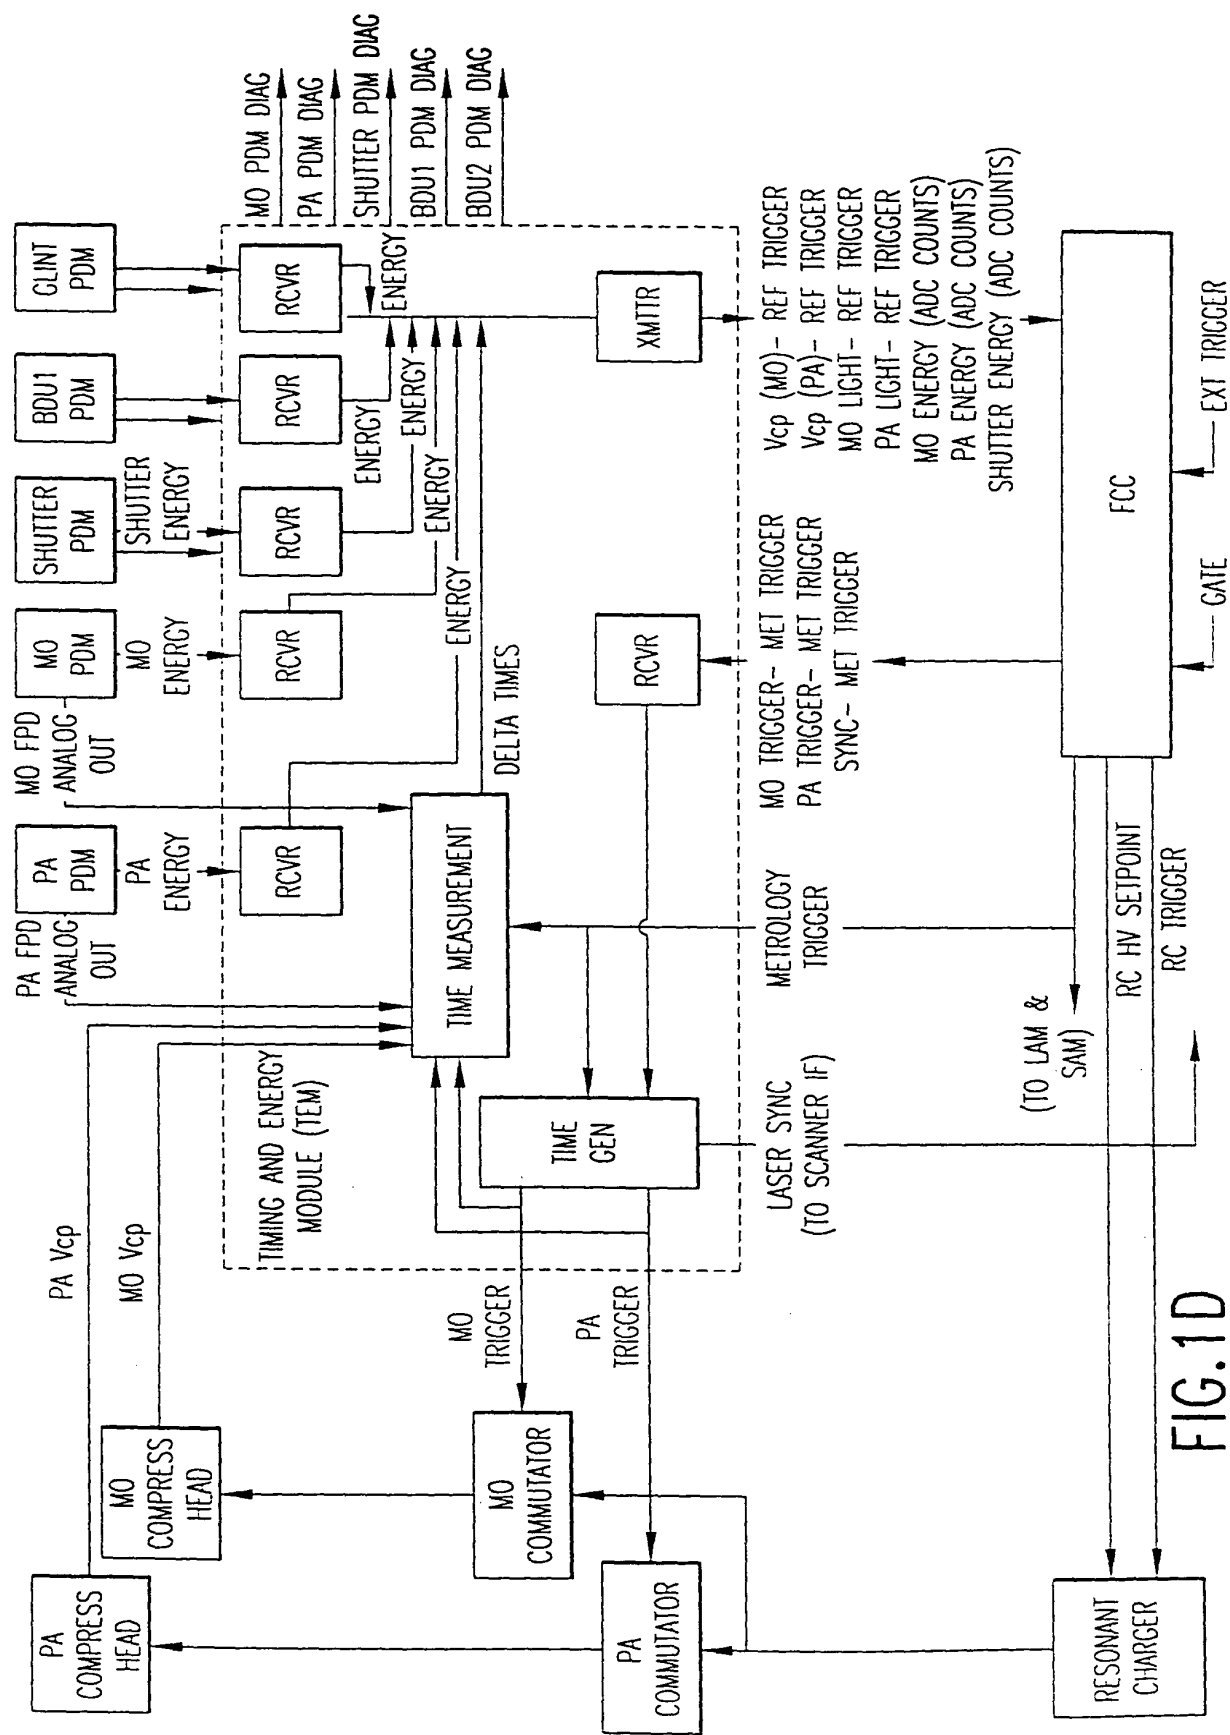 PA
COMPRESS
HEAD
MO
COMPRESS
HEAD
PA Vcp
MO Vcp
PA FPD
ANALOG
OUT
PA
PDM
PA
ENERGY
MO FPD
ANALOG
OUT
MO
PDM
MO
ENERGY
SHUTTER
PDM
SHUTTER
ENERGY
BDU1
PDM
GLINT
PDM
MO PDM DIAG
PA PDM DIAG
SHUTTER PDM DIAG
BDU1 PDM DIAG
BDU2 PDM DIAG
TIMING AND ENERGY
MODULE (TEM)
RCVR
RCVR
RCVR
RCVR
RCVR
ENERGY
ENERGY
ENERGY
ENERGY
ENERGY
TIME MEASUREMENT
DELTA TIMES
TIME
GEN
RCVR
XMTTR
MO
TRIGGER
PA
TRIGGER
MO
COMMUTATOR
PA
COMMUTATOR
LASER SYNC
(TO SCANNER IF)
METROLOGY
TRIGGER
MO TRIGGER- MET TRIGGER
PA TRIGGER- MET TRIGGER
SYNC- MET TRIGGER
Vcp (MO)- REF TRIGGER
Vcp (PA)- REF TRIGGER
MO LIGHT- REF TRIGGER
PA LIGHT- REF TRIGGER
MO ENERGY (ADC COUNTS)
PA ENERGY (ADC COUNTS)
SHUTTER ENERGY (ADC COUNTS)
(TO LAM &
SAM)
RC HV SETPOINT
RC TRIGGER
FCC
GATE
EXT TRIGGER
RESONANT
CHARGER
FIG.1D